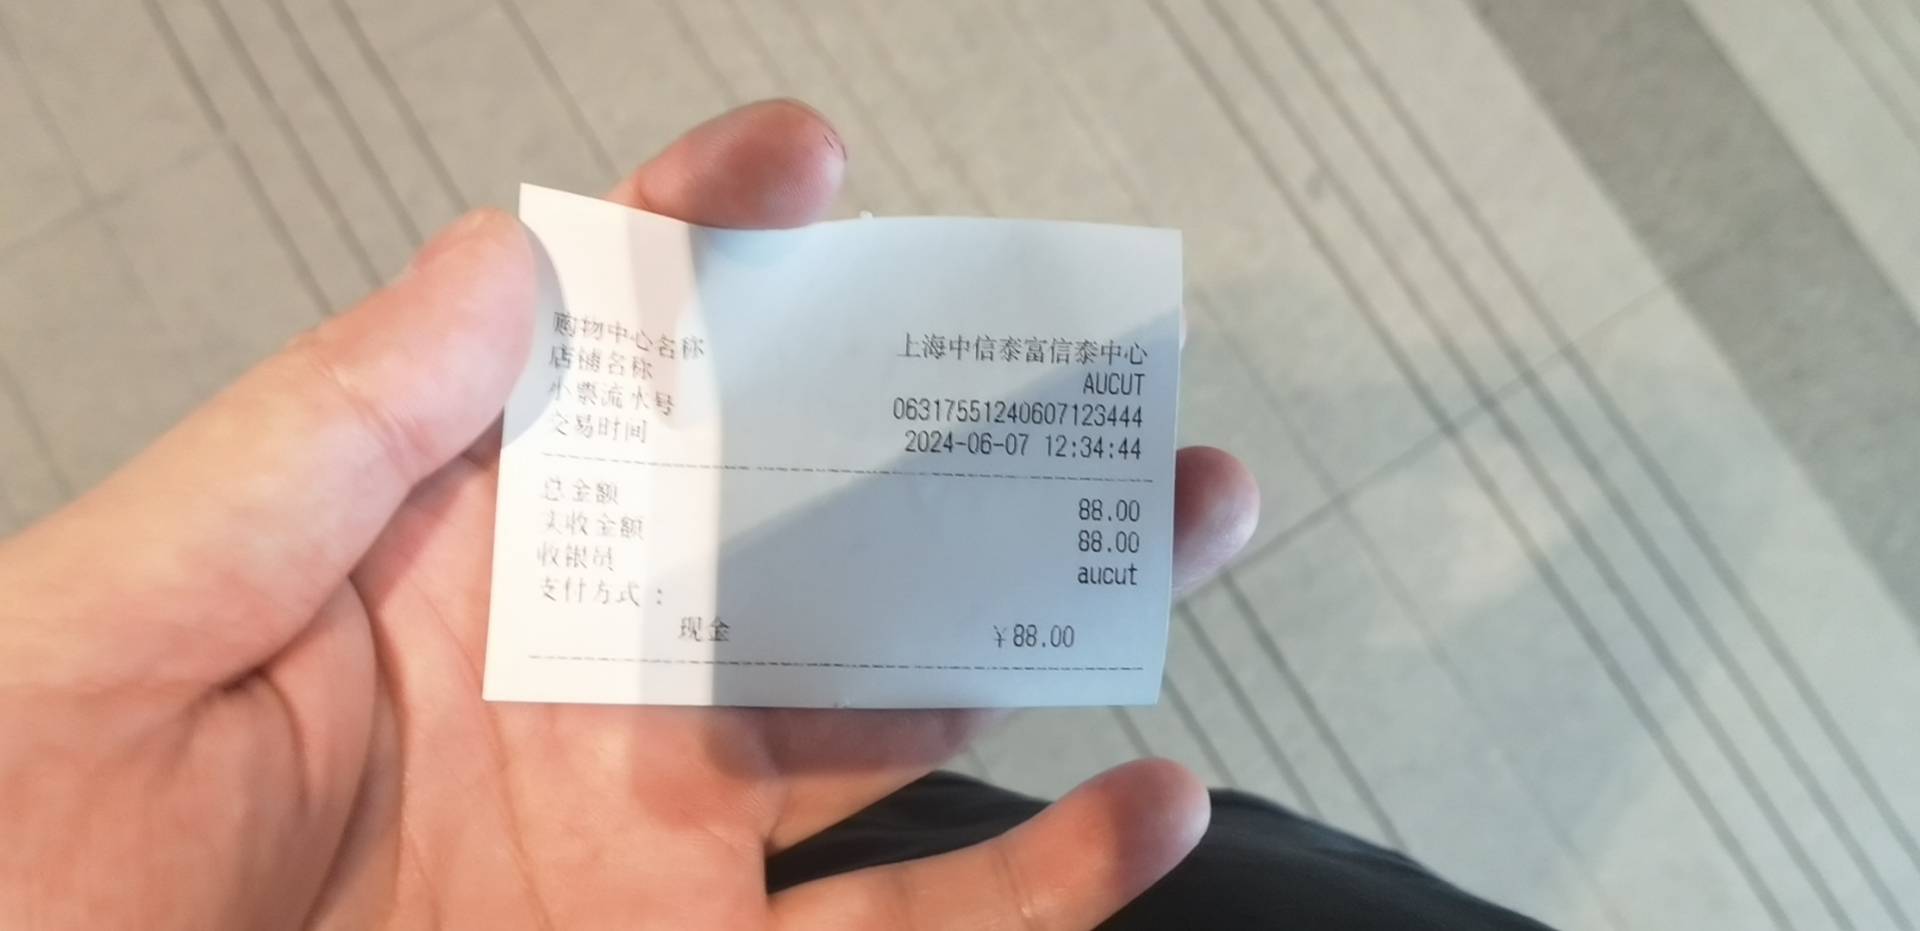 购物中心名称 上海中信泰富信泰中心
店铺名称 AUCUT
小票流水号 06317551240607123444
交易时间 2024-06-07 12:34:44
总金额 88.00
实收金额 88.00
收银员 aucut
支付方式：
现金 ¥88.00